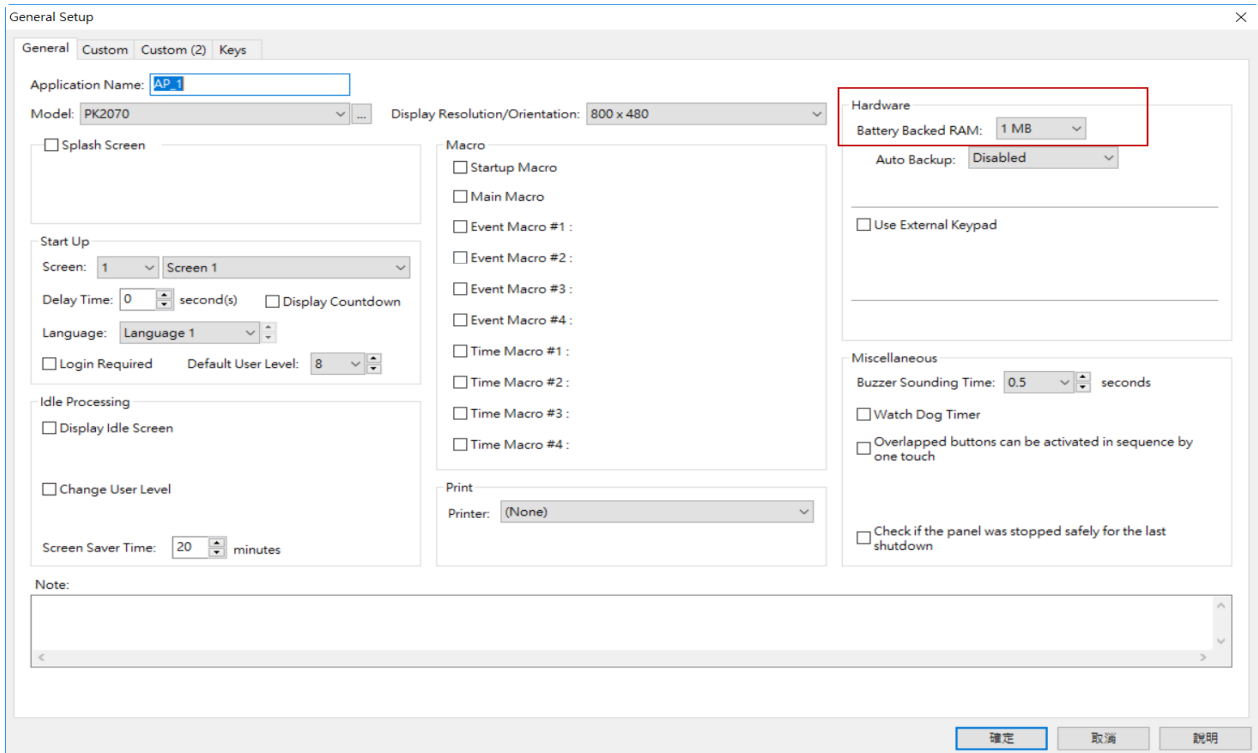 General Setup
General Custom Custom (2) Keys
Application Name: AP_1
Model: PK2070 ... Display Resolution/Orientation: 800 x 480
Splash Screen
Start Up
Screen: 1 Screen 1
Delay Time: 0 second(s) Display Countdown
Language: Language 1
Login Required Default User Level: 8
Idle Processing
Display Idle Screen
Change User Level
Screen Saver Time: 20 minutes
Macro
Startup Macro
Main Macro
Event Macro #1 :
Event Macro #2 :
Event Macro #3 :
Event Macro #4 :
Time Macro #1 :
Time Macro #2 :
Time Macro #3 :
Time Macro #4 :
Print
Printer: (None)
Hardware
Battery Backed RAM: 1 MB
Auto Backup: Disabled
Use External Keypad
Miscellaneous
Buzzer Sounding Time: 0.5 seconds
Watch Dog Timer
Overlapped buttons can be activated in sequence by
one touch
Check if the panel was stopped safely for the last
shutdown
Note:
確定 取消 說明